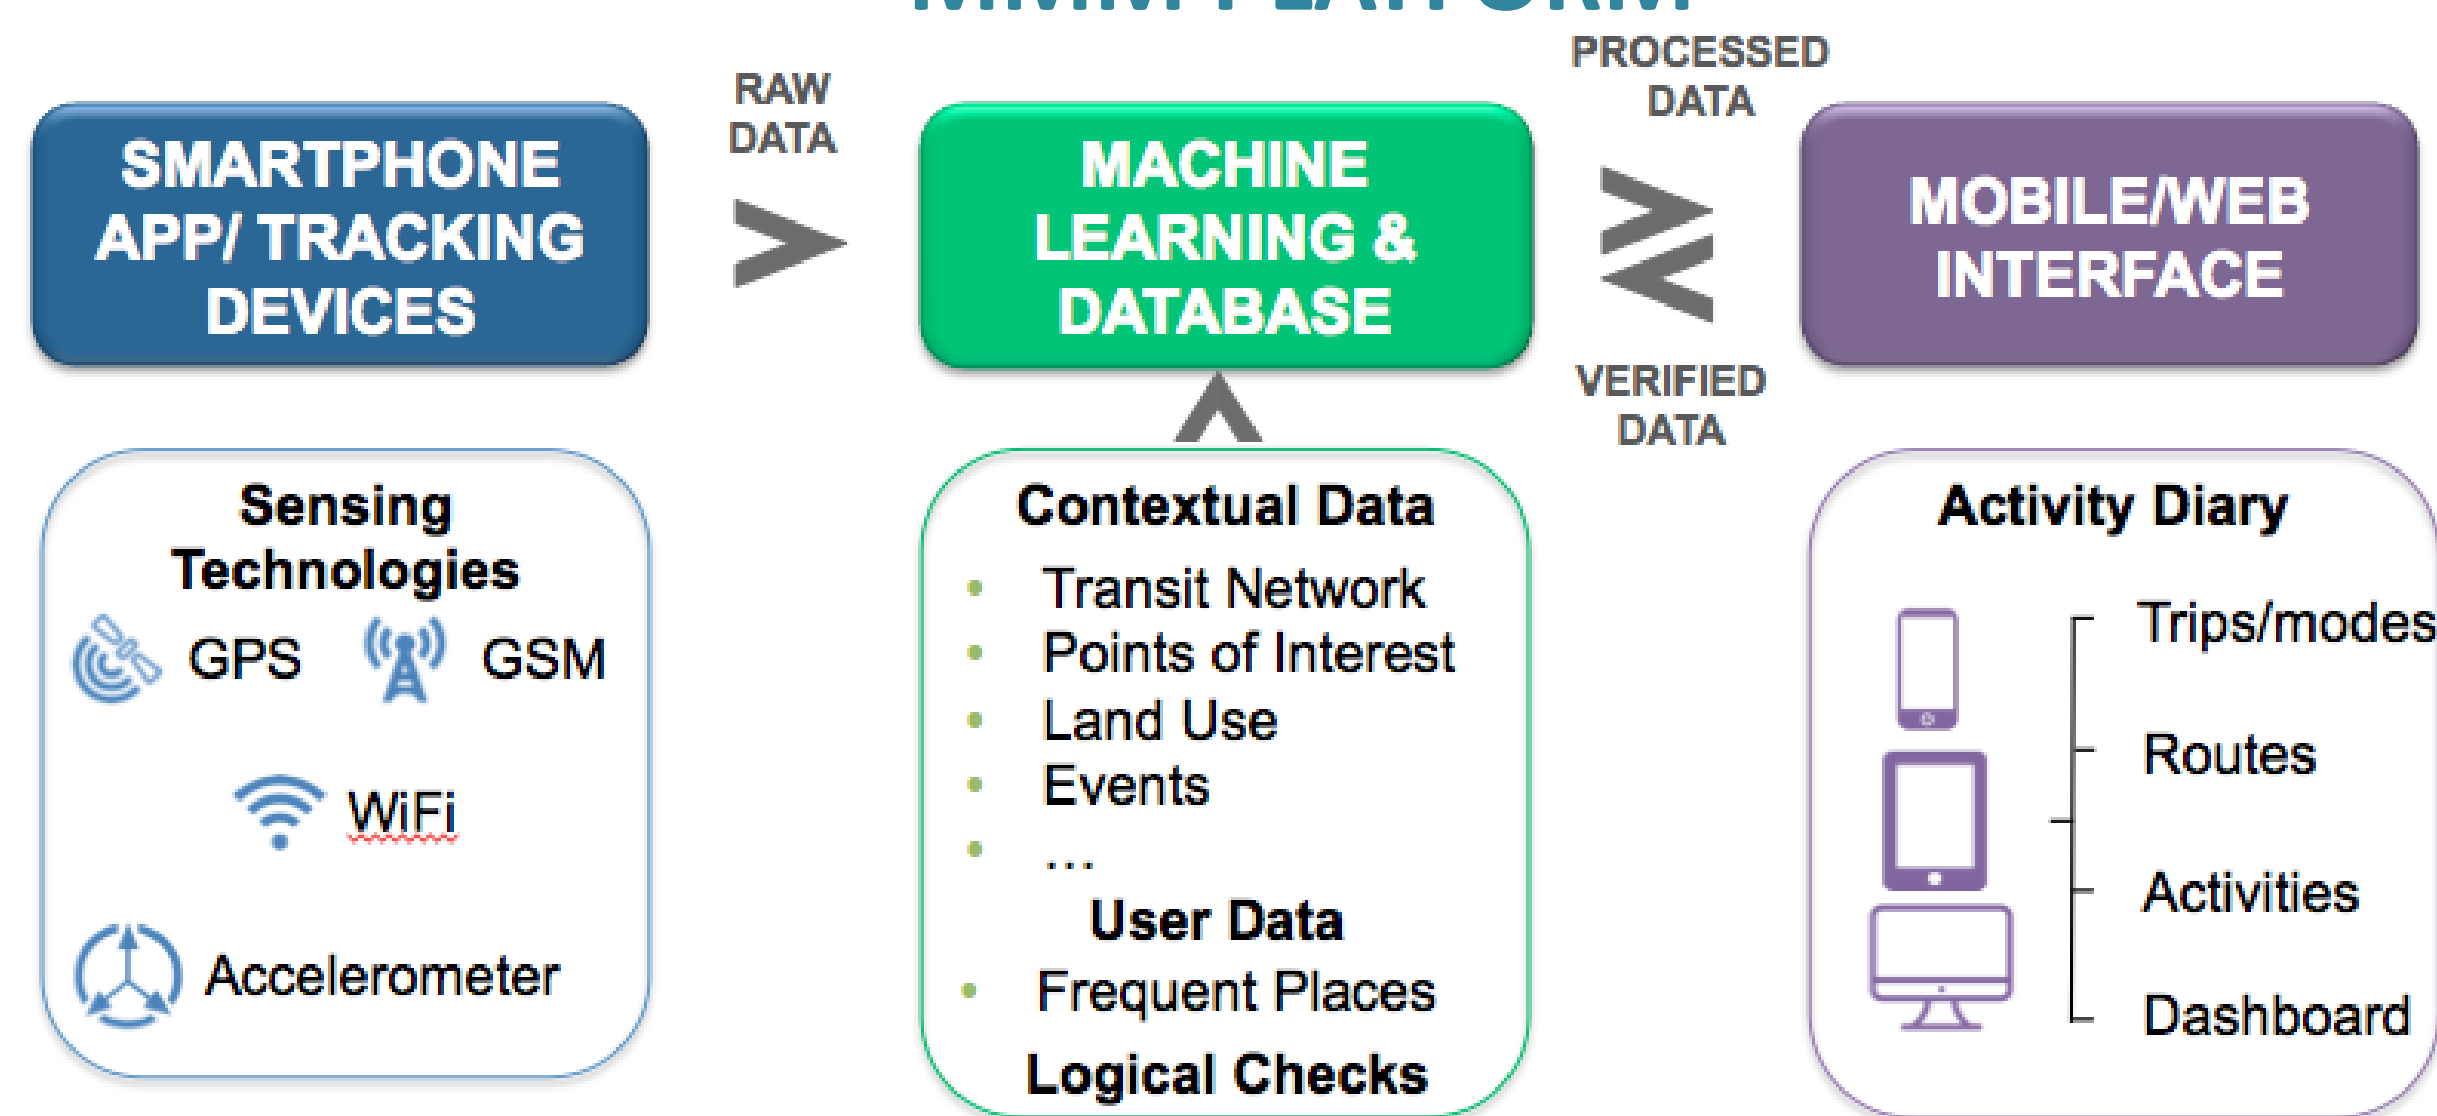 PLATFORM
RAW
DATA
PROCESSED
DATA
SMARTPHONE
APP/ TRACKING
DEVICES
MACHINE
LEARNING &
DATABASE
MOBILE/WEB
INTERFACE
VERIFIED
DATA
Sensing
Technologies
GPS GSM
WiFi
Accelerometer
Contextual Data
• Transit Network
• Points of Interest
• Land Use
• Events
• ...
User Data
• Frequent Places
Logical Checks
Activity Diary
Trips/modes
Routes
Activities
Dashboard